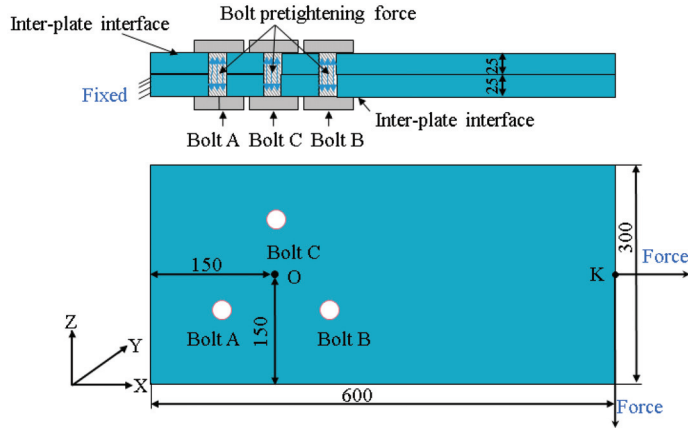 Bolt pretightening force
Inter-plate interface
25
25
Fixed
Inter-plate interface
Bolt A
Bolt C
Bolt B
Bolt C
300
Force
150
O
K
Bolt A
150
Bolt B
Z
Y
X
600
Force